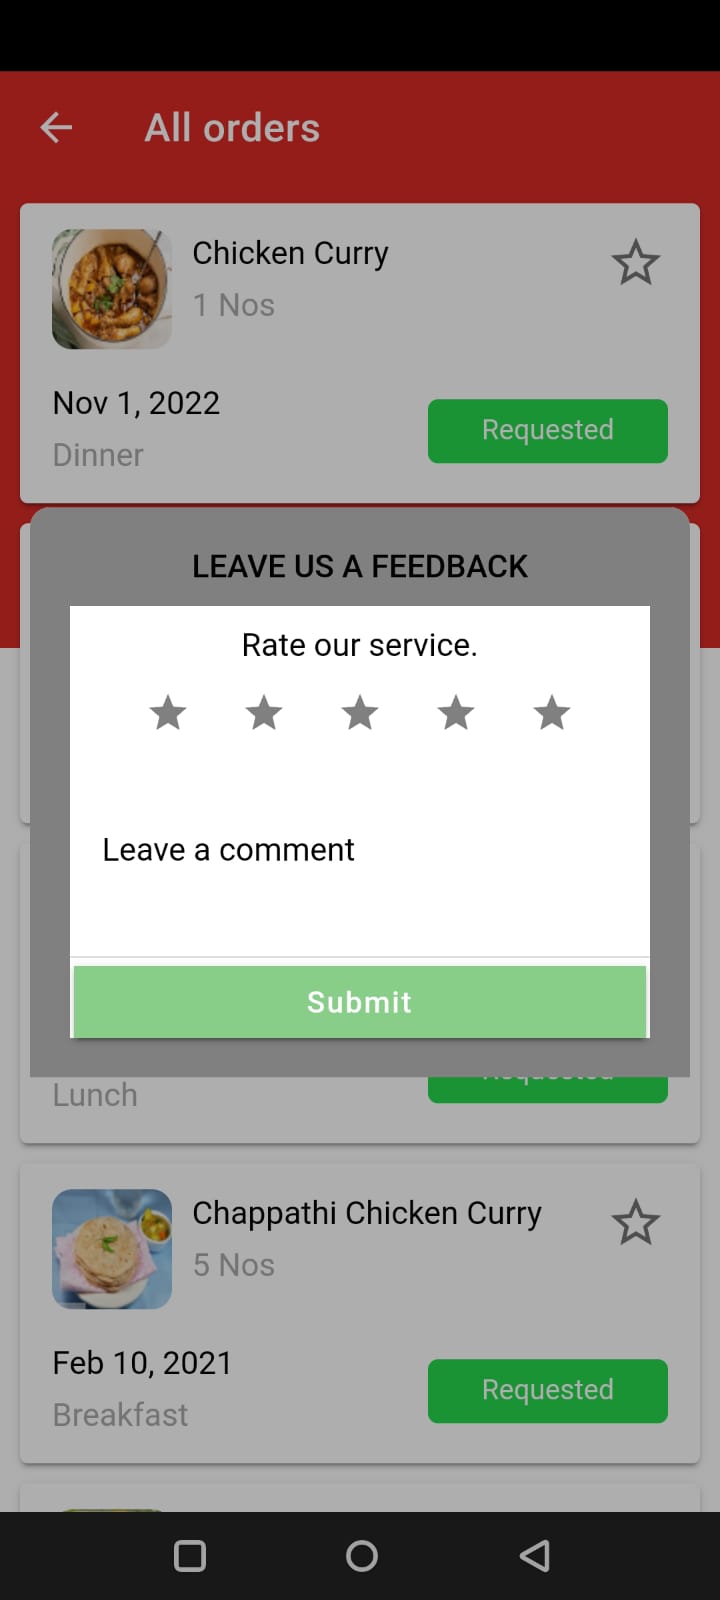 All orders
Chicken Curry
1 Nos
Nov 1, 2022
Dinner
Requested
LEAVE US A FEEDBACK
Rate our service.
Leave a comment
Submit
Lunch
Requested
Chappathi Chicken Curry
5 Nos
Feb 10, 2021
Breakfast
Requested